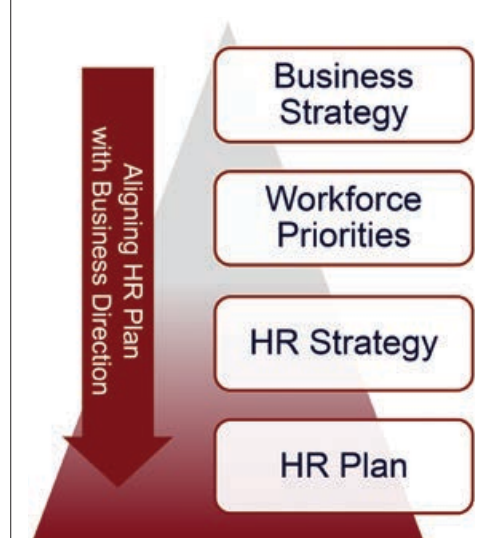 Business
Strategy
Workforce
Priorities
HR Strategy
HR Plan
Aligning HR Plan
with Business Direction